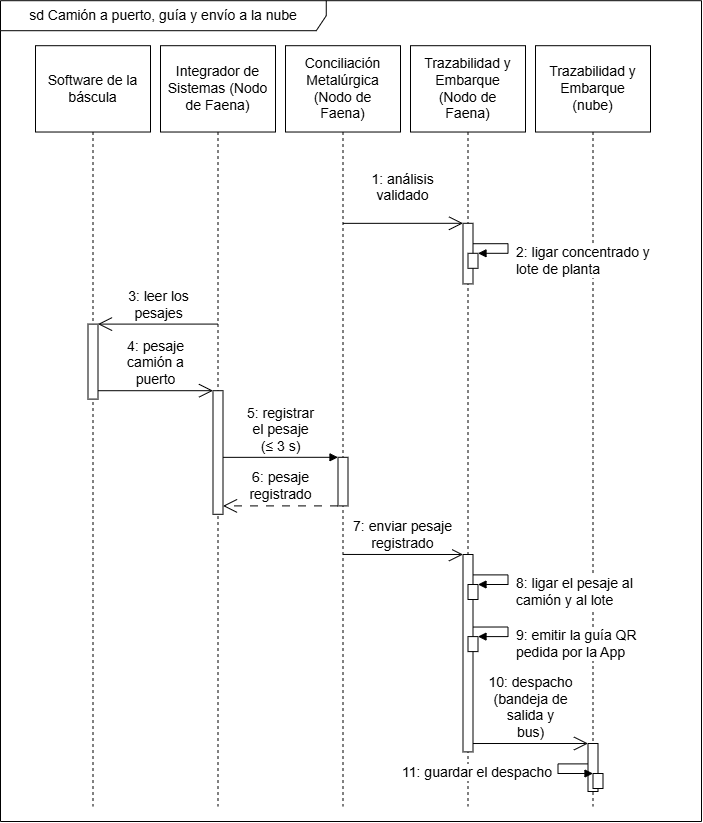 sd Camión a puerto, guía y envío a la nube
Software de la
báscula
Integrador de
Sistemas (Nodo
de Faena)
Conciliación
Metalúrgica
(Nodo de
Faena)
Trazabilidad y
Embarque
(Nodo de
Faena)
Trazabilidad y
Embarque
(nube)
1: análisis
validado
2: ligar concentrado y
lote de planta
3: leer los
pesajes
4: pesaje
camión a
puerto
5: registrar
el pesaje
(≤ 3 s)
6: pesaje
registrado
7: enviar pesaje
registrado
8: ligar el pesaje al
camión y al lote
9: emitir la guía QR
pedida por la App
10: despacho
(bandeja de
salida y
bus)
11: guardar el despacho